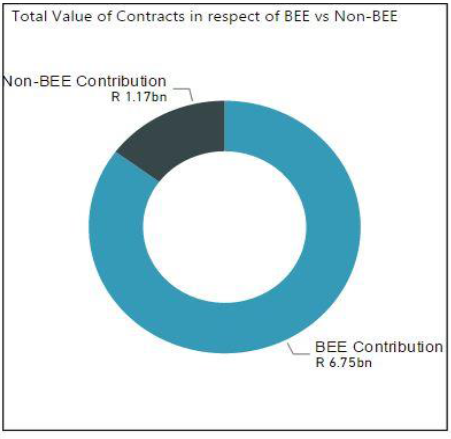 Total Value of Contracts in respect of BEE vs Non-BEE
Non-BEE Contribution
R 1.17bn
BEE Contribution
R 6.75bn